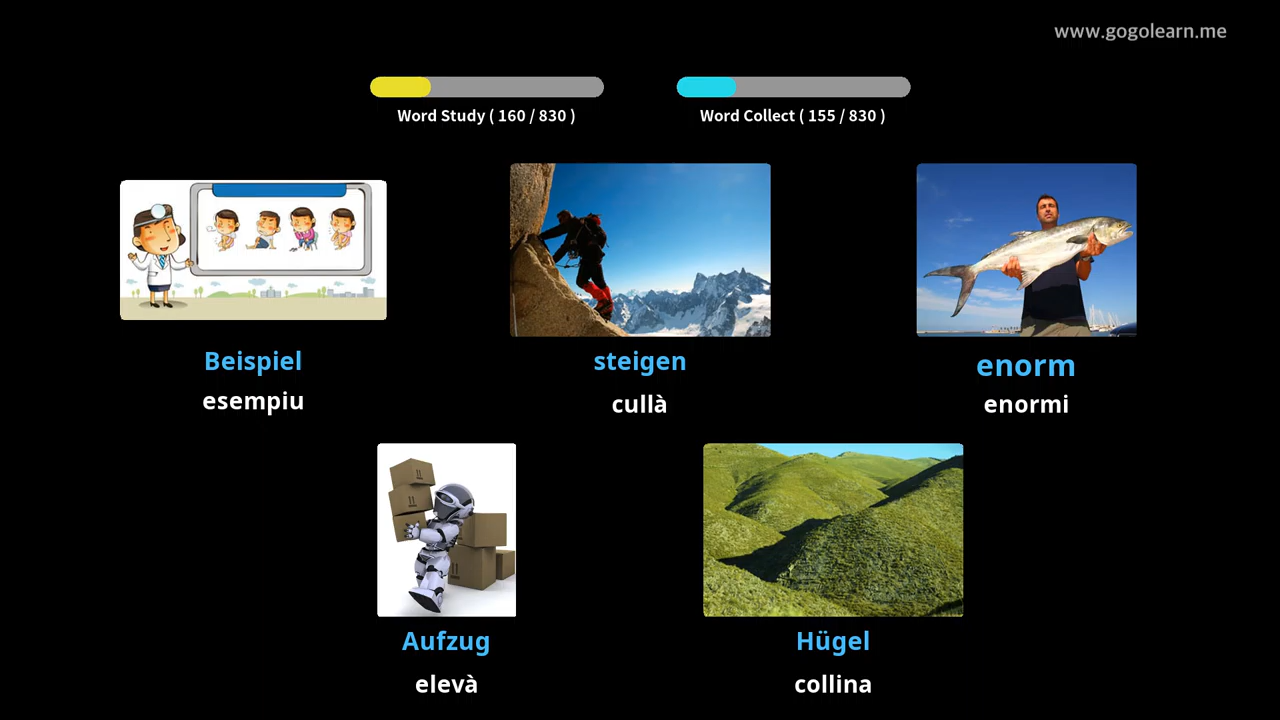 www.gogolearn.me
Word Study ( 160 / 830 )
Word Collect ( 155 / 830 )
Beispiel
esempiu
steigen
cullà
enorm
enormi
Aufzug
elevà
Hügel
collina